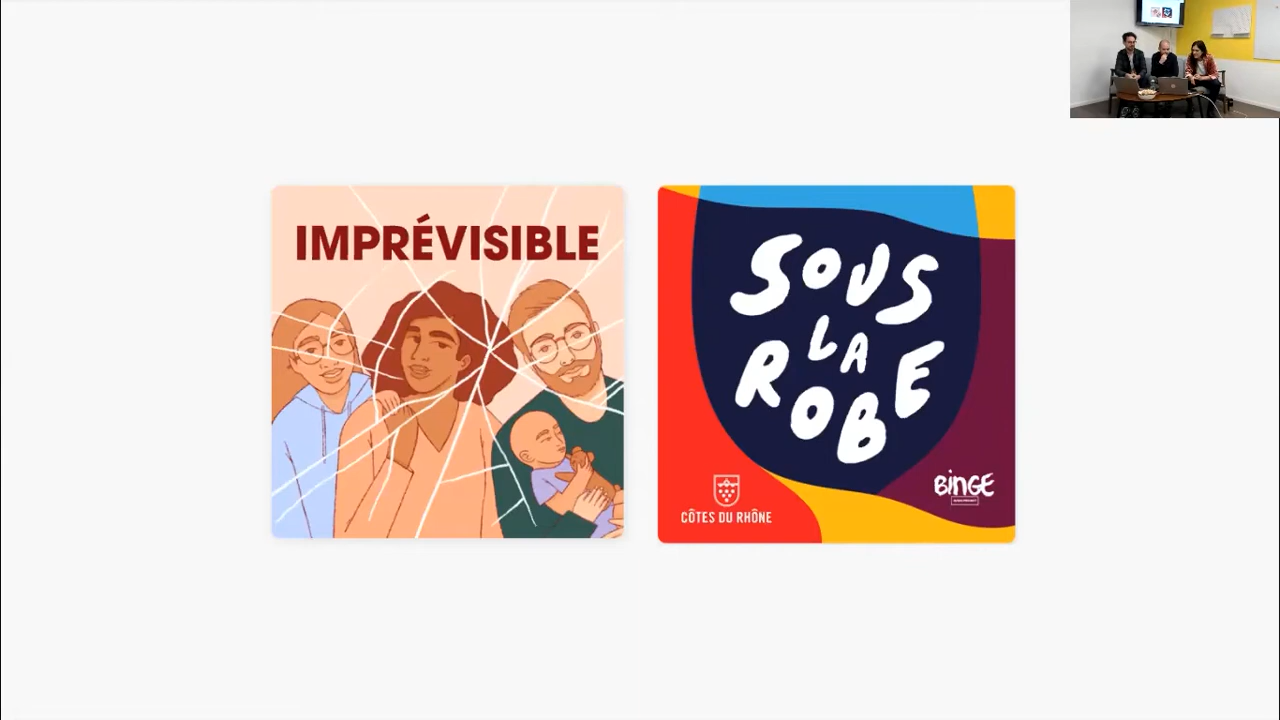 IMPRÉVISIBLE
SOUS
LA
ROBE
CÔTES DU RHÔNE
BINGE